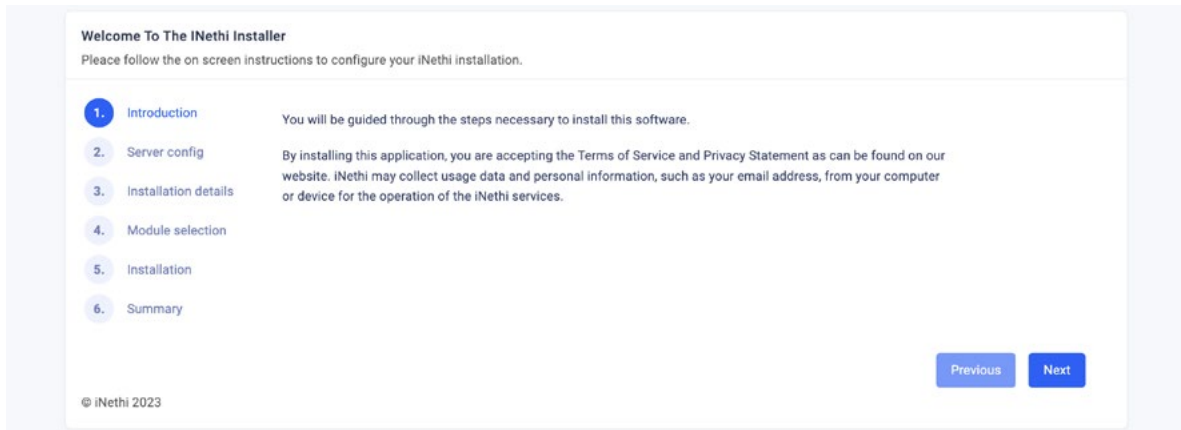 Welcome To The INethi Installer
Pleace follow the on screen instructions to configure your iNethi installation.
1. Introduction
2. Server config
3. Installation details
4. Module selection
5. Installation
6. Summary
You will be guided through the steps necessary to install this software.
By installing this application, you are accepting the Terms of Service and Privacy Statement as can be found on our
website. iNethi may collect usage data and personal information, such as your email address, from your computer
or device for the operation of the iNethi services.
Previous Next
© iNethi 2023